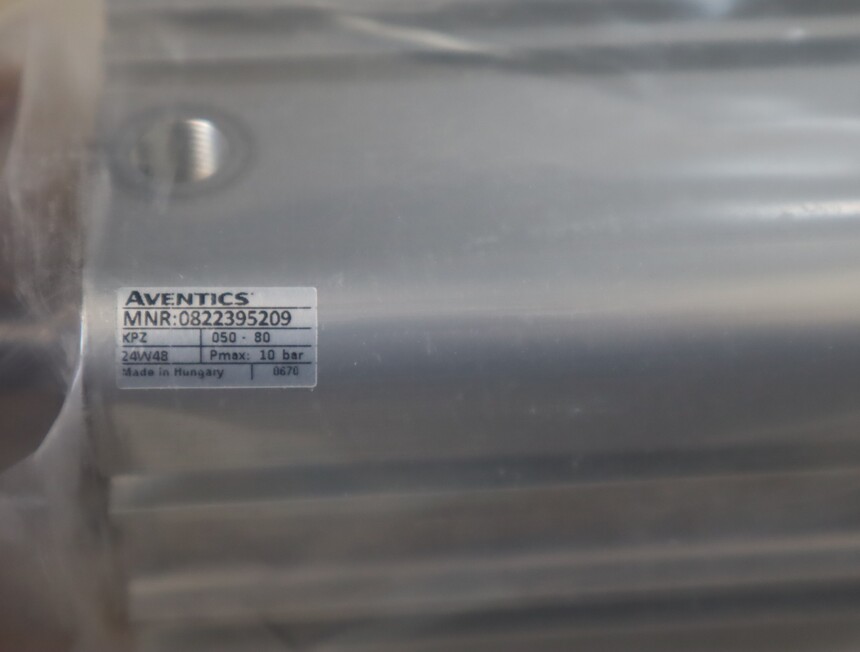 AVENTICS
MNR:0822395209
KPZ 050 - 80
24W48 Pmax: 10 bar
Made in Hungary 0670